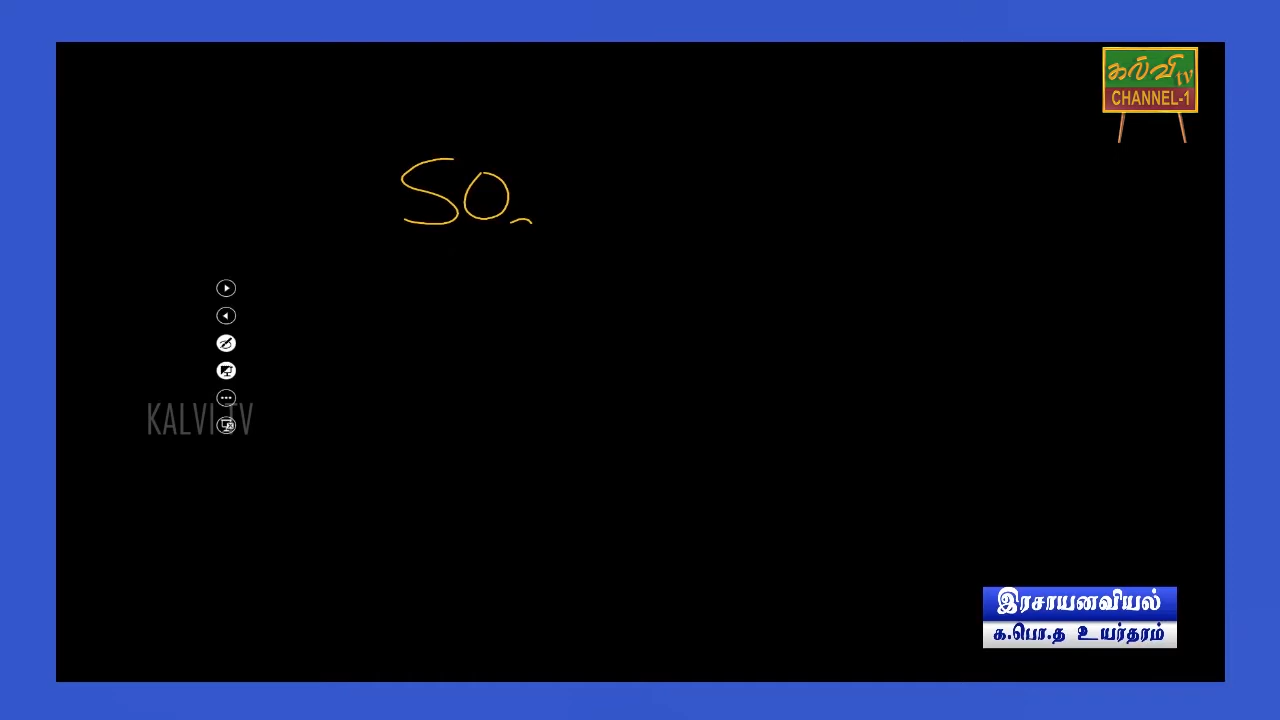 கல்வி tv
CHANNEL-1
SO
KALVI TV
இரசாயனவியல்
க.பொ.த உயர்தரம்